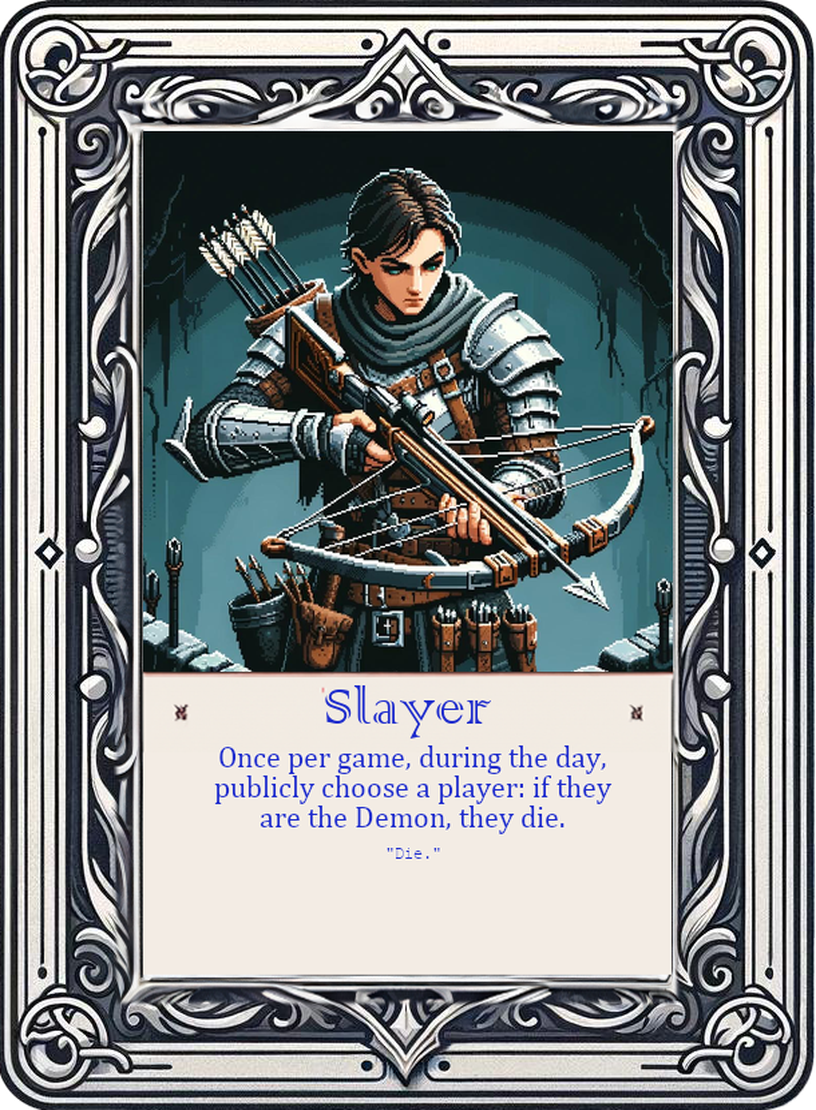 Slayer
Once per game, during the day,
publicly choose a player: if they
are the Demon, they die.
"Die."